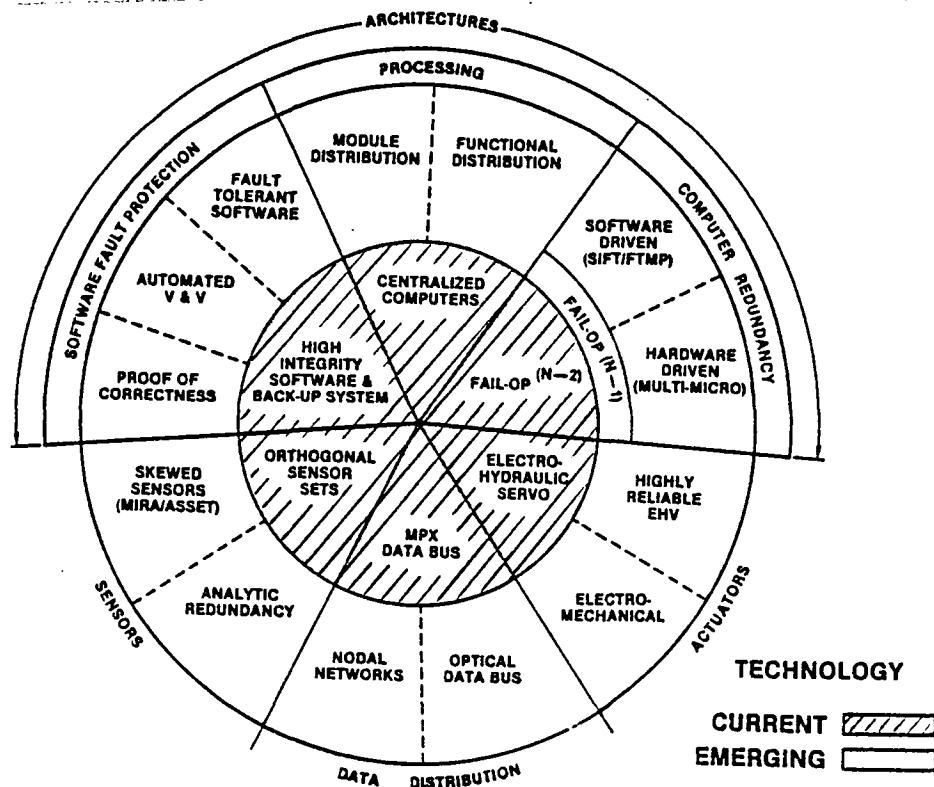 ARCHITECTURES
PROCESSING
SOFTWARE FAULT PROTECTION
COMPUTER REDUNDANCY
MODULE
DISTRIBUTION
FUNCTIONAL
DISTRIBUTION
FAULT
TOLERANT
SOFTWARE
SOFTWARE
DRIVEN
(SIFT/FTMP)
AUTOMATED
V & V
CENTRALIZED
COMPUTERS
FAIL-OP (N—1)
PROOF OF
CORRECTNESS
HIGH
INTEGRITY
SOFTWARE &
BACK-UP SYSTEM
FAIL-OP (N—2)
HARDWARE
DRIVEN
(MULTI-MICRO)
SKEWED
SENSORS
(MIRA/ASSET)
ORTHOGONAL
SENSOR
SETS
ELECTRO-
HYDRAULIC
SERVO
HIGHLY
RELIABLE
EHV
MPX
DATA BUS
ANALYTIC
REDUNDANCY
ELECTRO-
MECHANICAL
SENSORS
ACTUATORS
NODAL
NETWORKS
OPTICAL
DATA BUS
DATA DISTRIBUTION
TECHNOLOGY
CURRENT
EMERGING